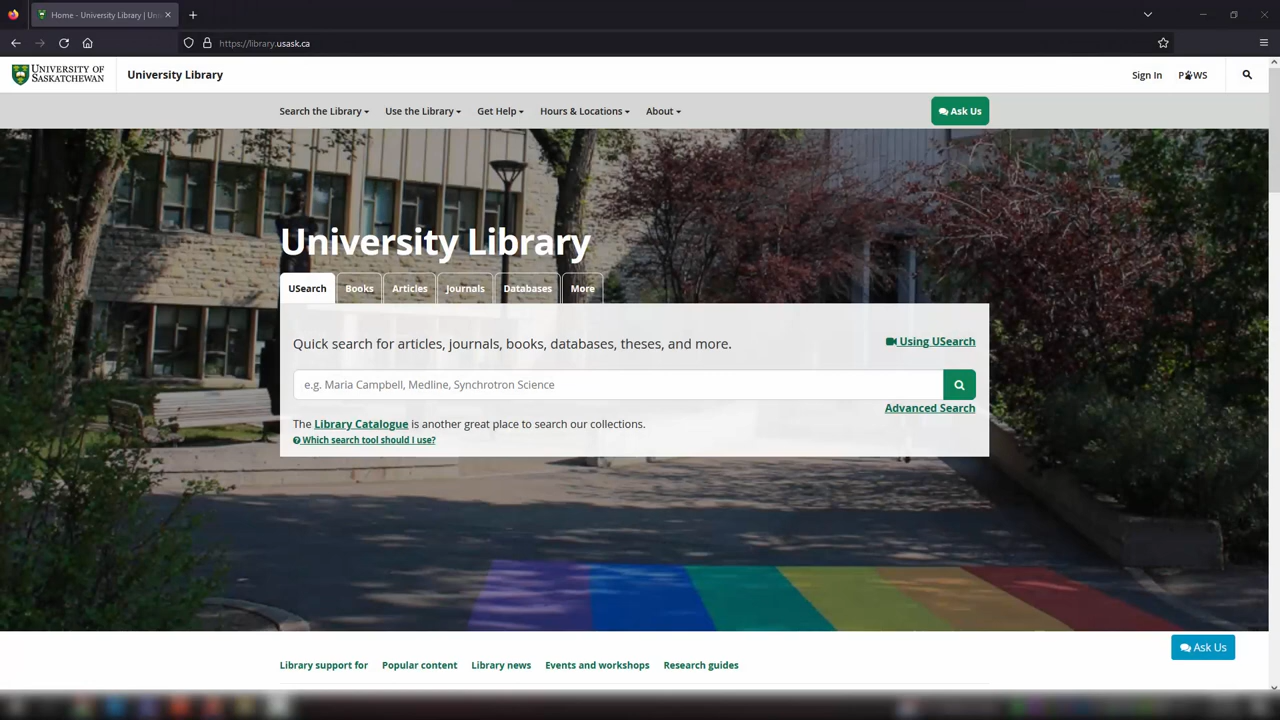 Home - University Library | Un
https://library.usask.ca
UNIVERSITY OF
SASKATCHEWAN
University Library
Sign In
PAWS
Search the Library
Use the Library
Get Help
Hours & Locations
About
Ask Us
University Library
USearch
Books
Articles
Journals
Databases
More
Quick search for articles, journals, books, databases, theses, and more.
Using USearch
e.g. Maria Campbell, Medline, Synchrotron Science
Advanced Search
The Library Catalogue is another great place to search our collections.
Which search tool should I use?
Ask Us
Library support for
Popular content
Library news
Events and workshops
Research guides